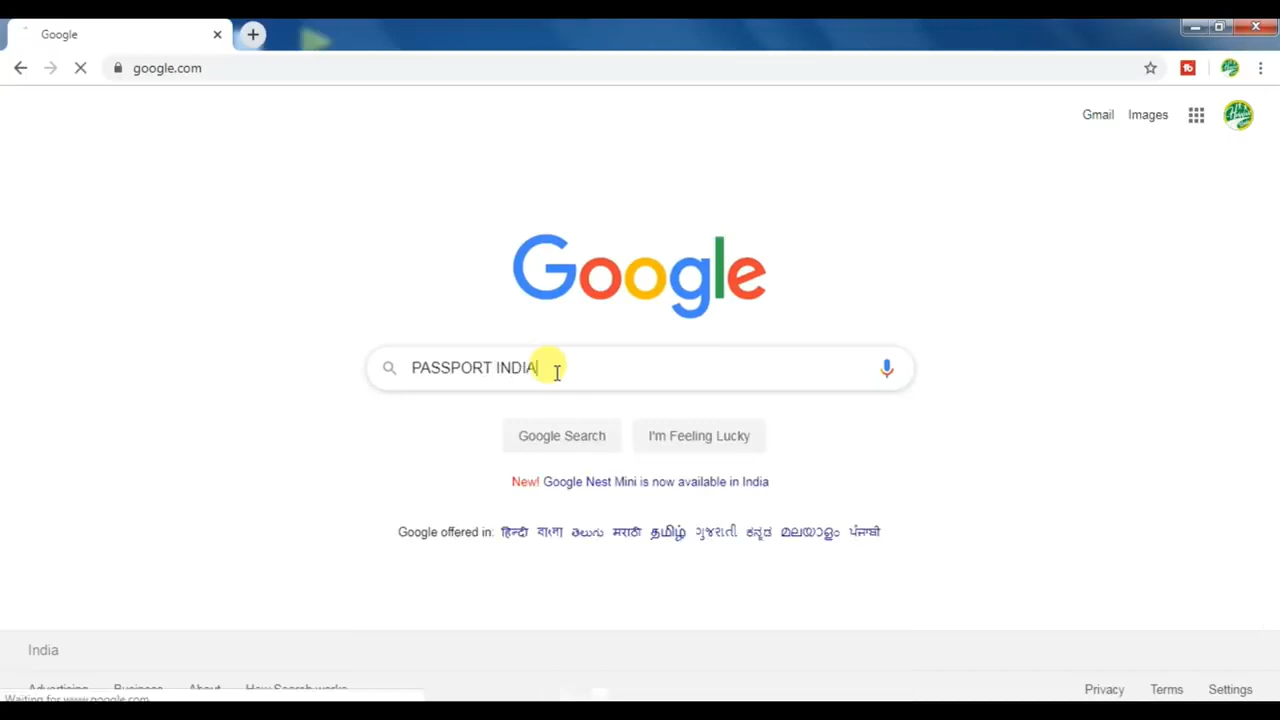 Google
google.com
Gmail Images
Google
PASSPORT INDIA
Google Search I'm Feeling Lucky
New! Google Nest Mini is now available in India
Google offered in: हिन्दी বাংলা తెలుగు मराठी தமிழ் ગુજરાતી ಕನ್ನಡ മലയാളം ਪੰਜਾਬੀ
India
Advertising Business About How Search works
Privacy Terms Settings
Waiting for www.google.com